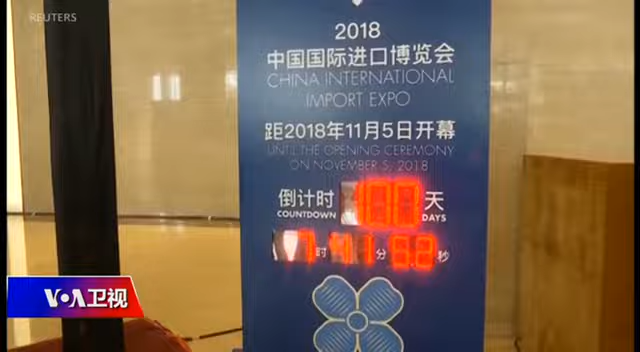 REUTERS
2018
中国国际进口博览会
CHINA INTERNATIONAL
IMPORT EXPO
距2018年11月5日开幕
UNTIL THE OPENING CEREMONY
ON NOVEMBER 5, 2018
倒计时 100 天
COUNTDOWN DAYS
时 分 秒
VOA卫视